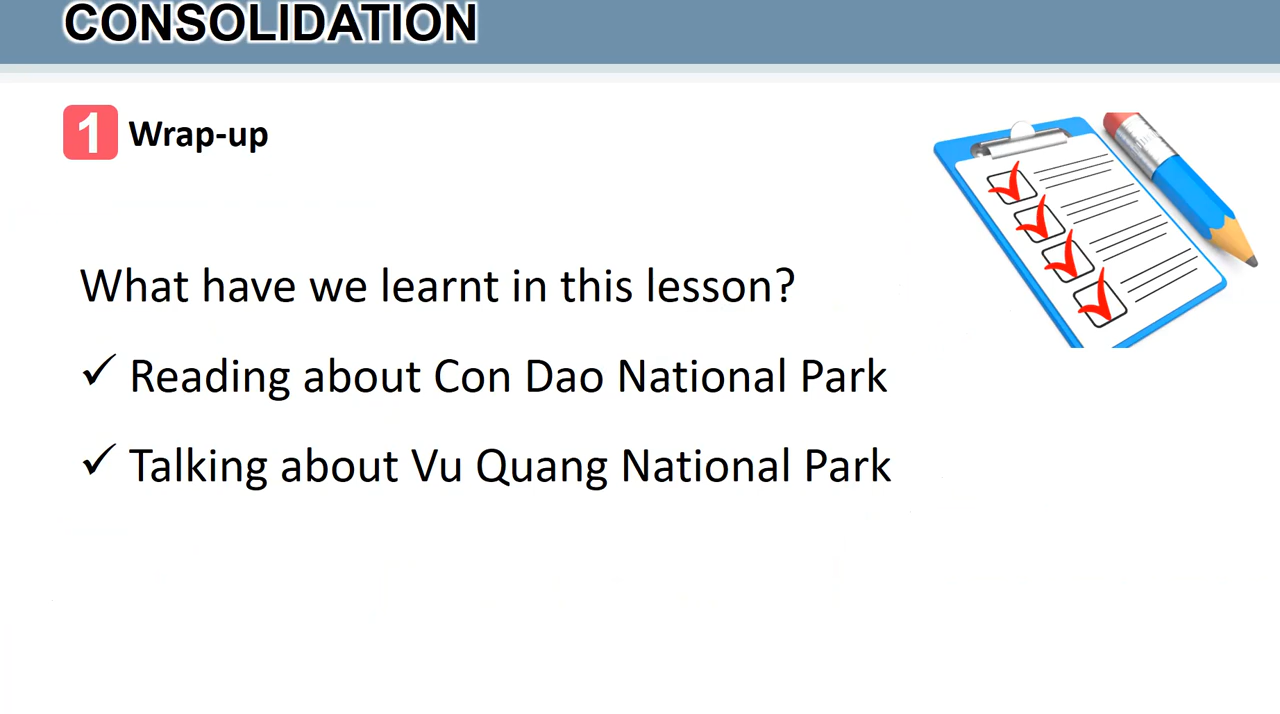 CONSOLIDATION
1 Wrap-up
What have we learnt in this lesson?
✓ Reading about Con Dao National Park
✓ Talking about Vu Quang National Park